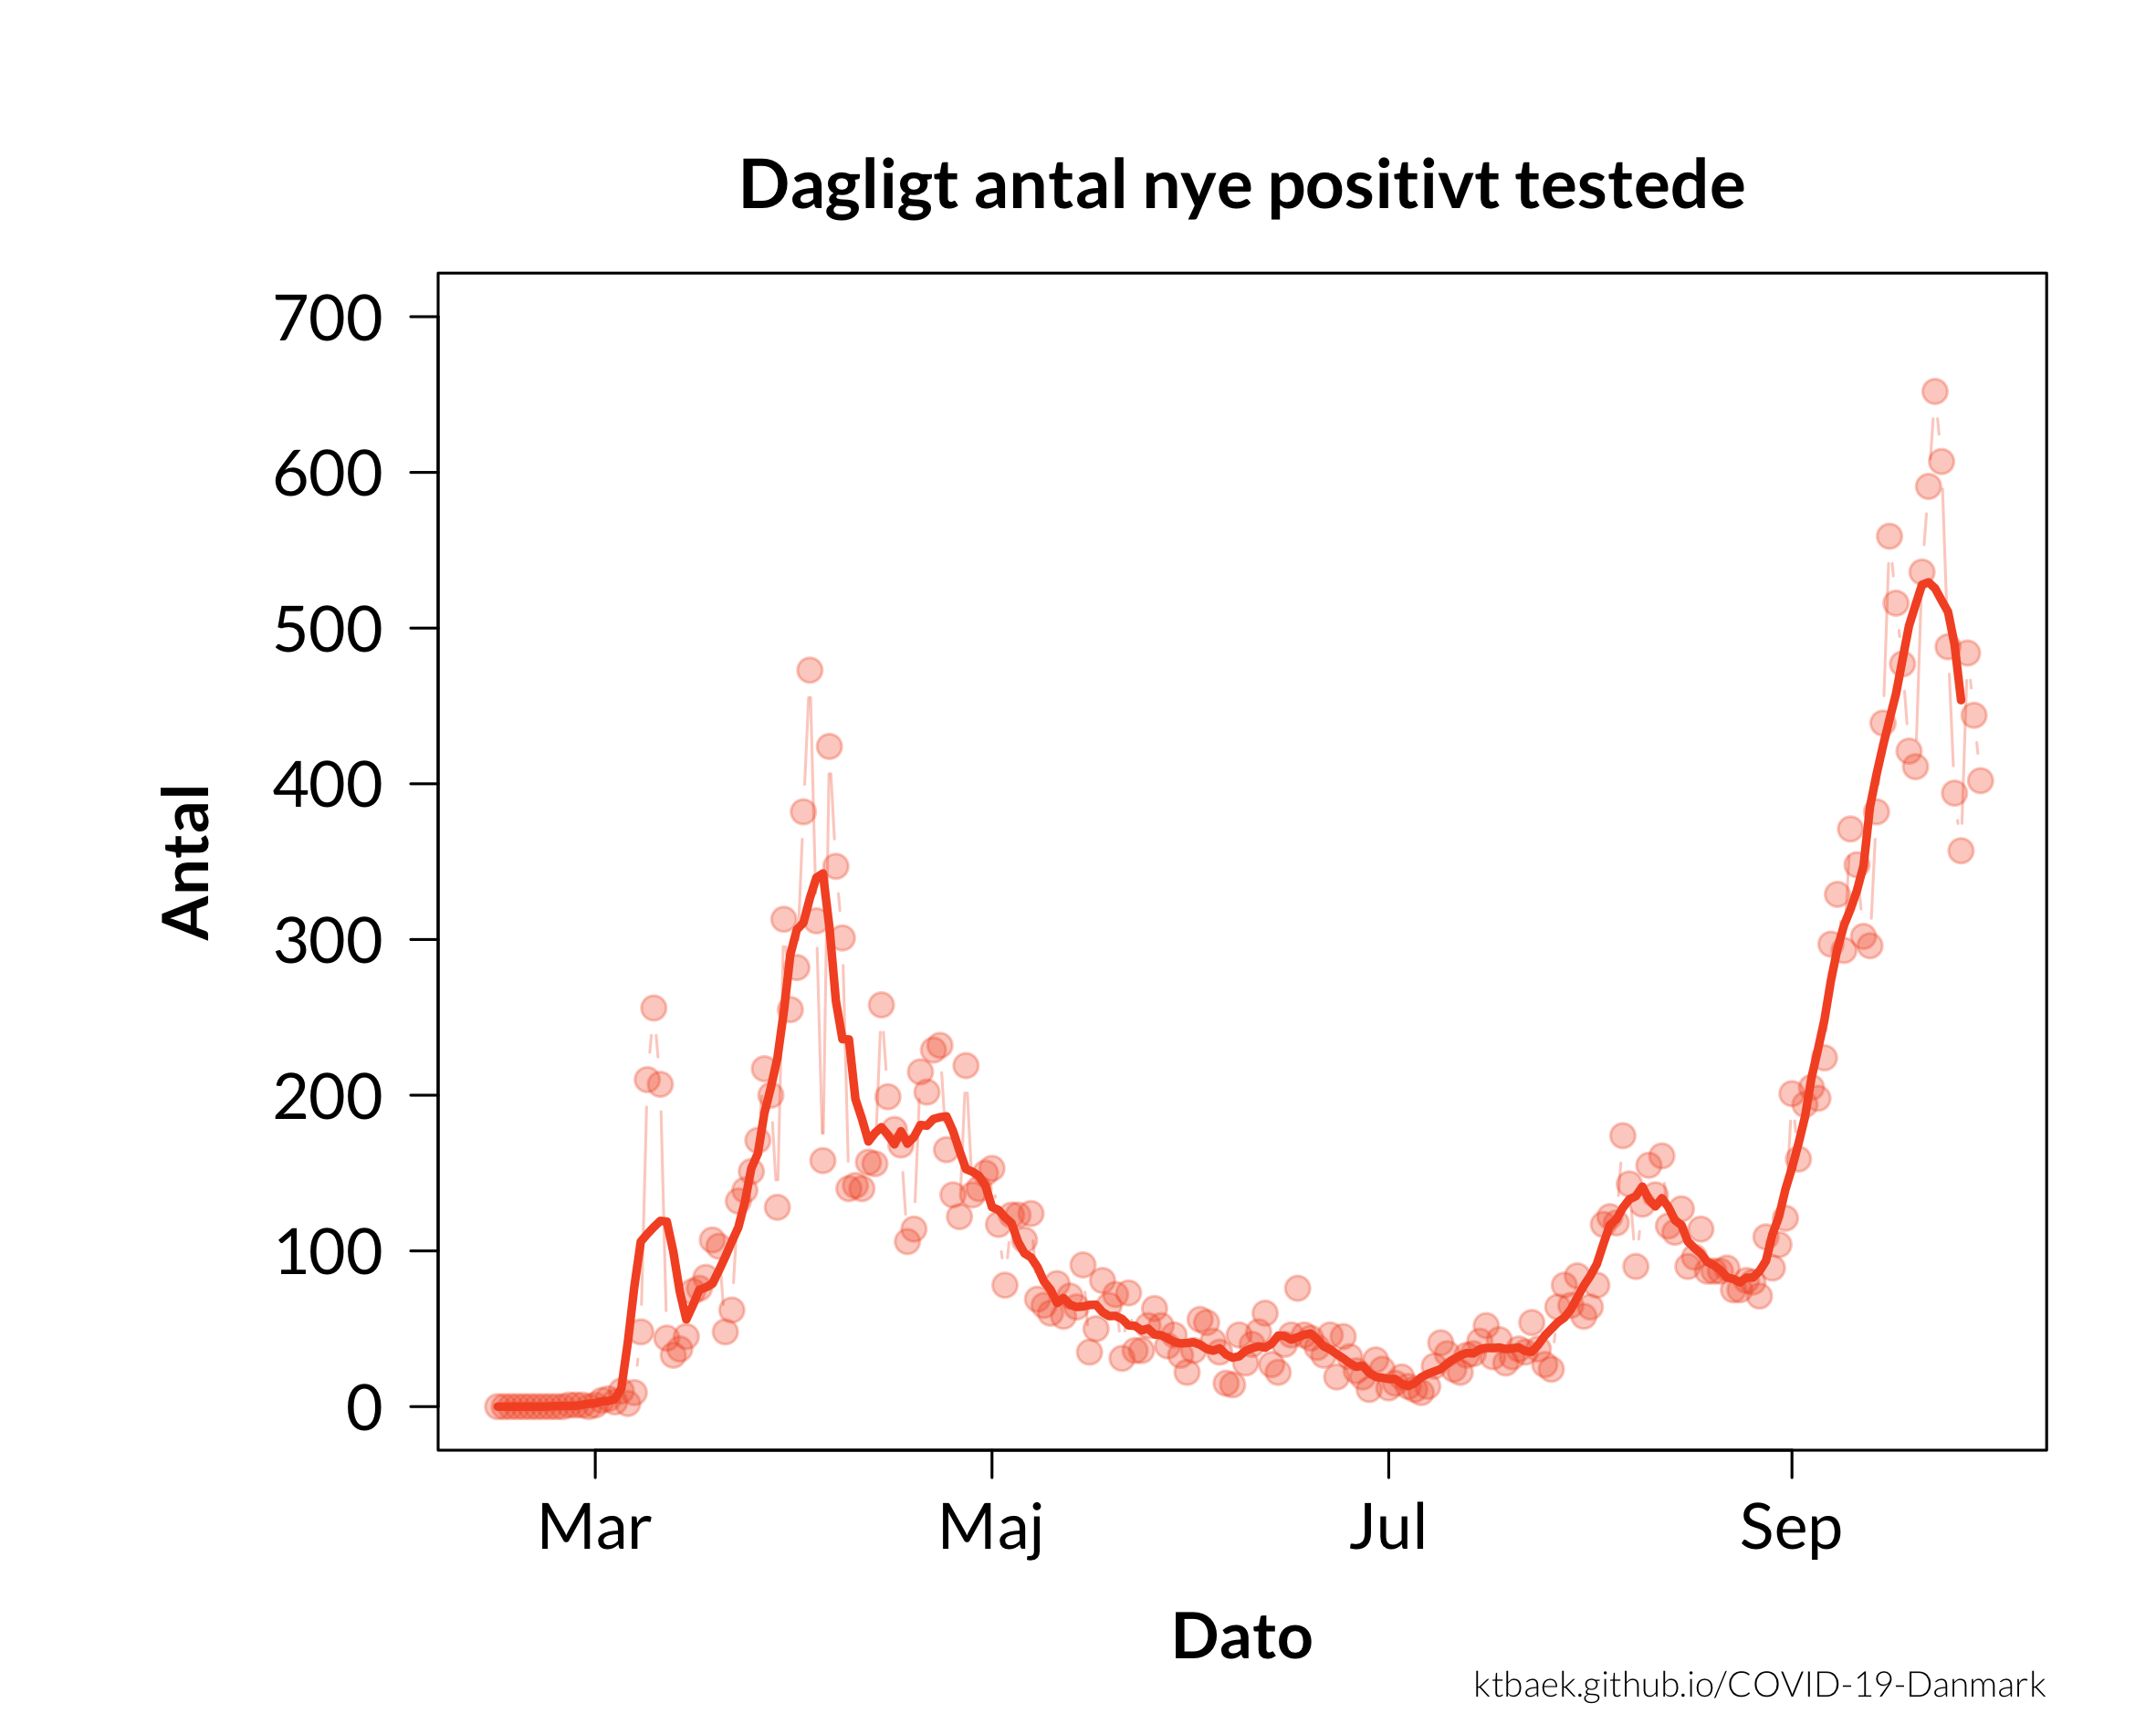 Dagligt antal nye positivt testede
700
600
500
400
300
200
100
0
Antal
Mar Maj Jul Sep
Dato
ktbaek.github.io/COVID-19-Danmark